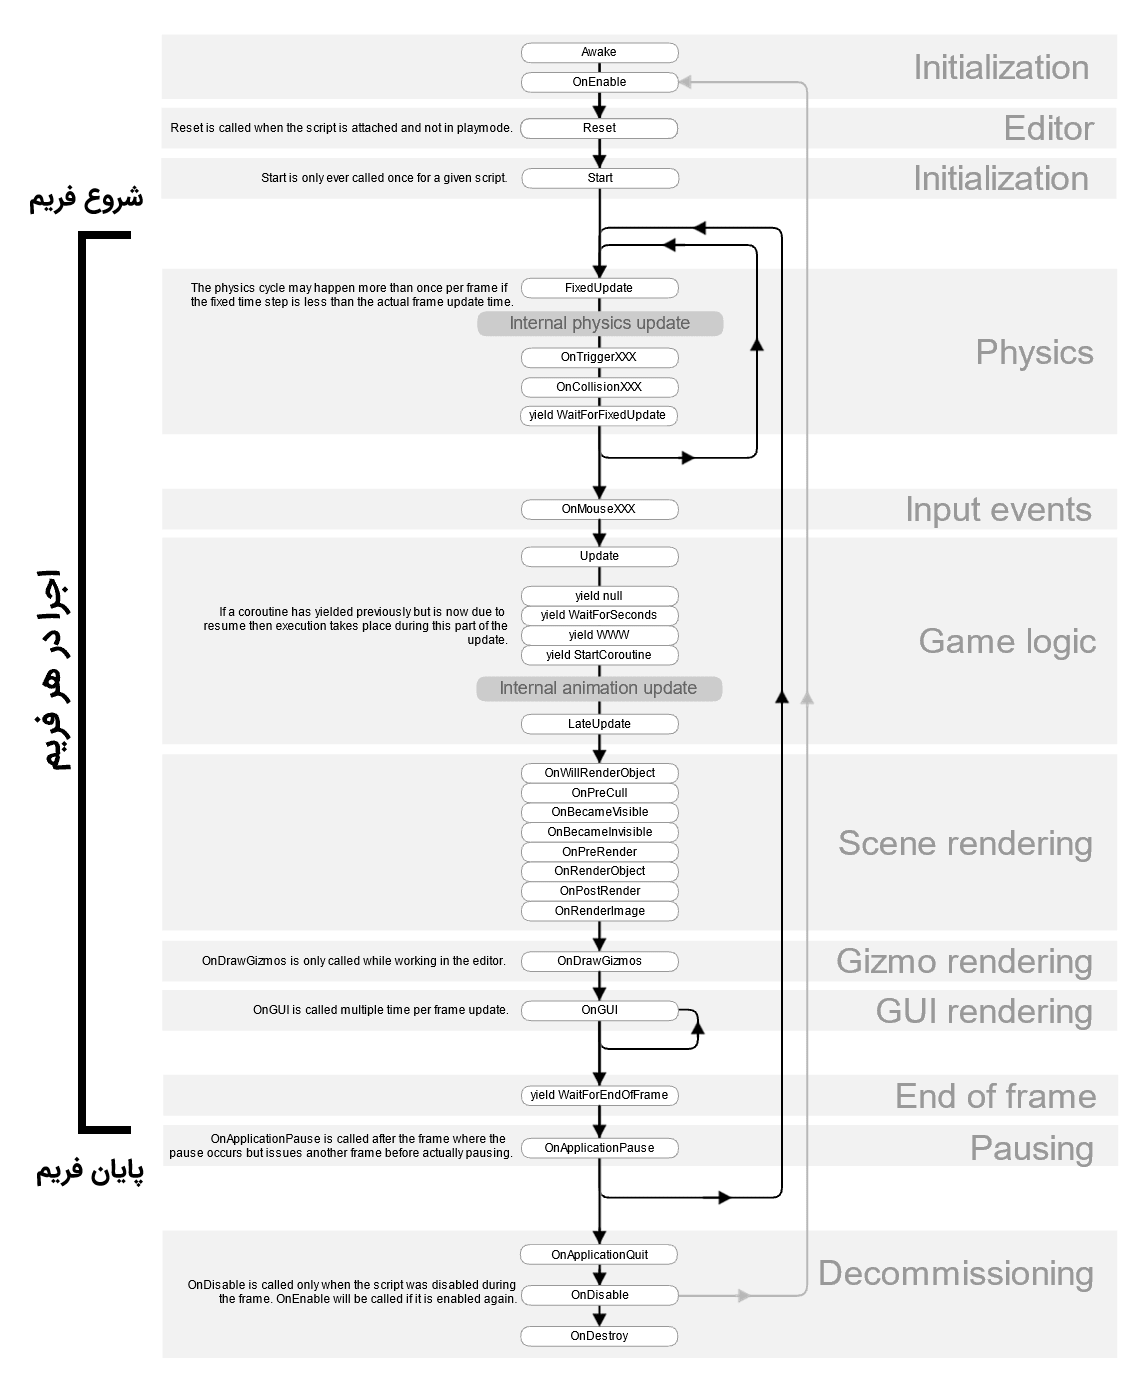 Awake
Initialization
OnEnable
Reset is called when the script is attached and not in playmode.
Reset
Editor
Start is only ever called once for a given script.
Start
Initialization
شروع فریم
The physics cycle may happen more than once per frame if
the fixed time step is less than the actual frame update time.
FixedUpdate
Internal physics update
OnTriggerXXX
Physics
OnCollisionXXX
yield WaitForFixedUpdate
OnMouseXXX
Input events
Update
اجرا در هر فریم
If a coroutine has yielded previously but is now due to
resume then execution takes place during this part of the
update.
yield null
yield WaitForSeconds
yield WWW
yield StartCoroutine
Game logic
Internal animation update
LateUpdate
OnWillRenderObject
OnPreCull
OnBecameVisible
OnBecameInvisible
Scene rendering
OnPreRender
OnRenderObject
OnPostRender
OnRenderImage
OnDrawGizmos is only called while working in the editor.
OnDrawGizmos
Gizmo rendering
OnGUI is called multiple time per frame update.
OnGUI
GUI rendering
yield WaitForEndOfFrame
End of frame
OnApplicationPause is called after the frame where the
pause occurs but issues another frame before actually pausing.
OnApplicationPause
Pausing
پایان فریم
OnApplicationQuit
Decommissioning
OnDisable is called only when the script was disabled during
the frame. OnEnable will be called if it is enabled again.
OnDisable
OnDestroy